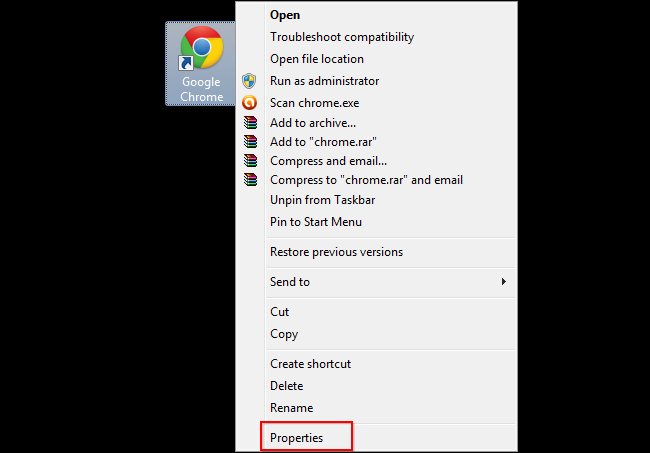 Google
Chrome
Open
Troubleshoot compatibility
Open file location
Run as administrator
Scan chrome.exe
Add to archive...
Add to "chrome.rar"
Compress and email...
Compress to "chrome.rar" and email
Unpin from Taskbar
Pin to Start Menu
Restore previous versions
Send to
Cut
Copy
Create shortcut
Delete
Rename
Properties